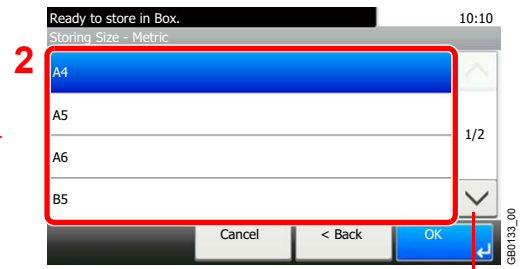 Ready to store in Box. 10:10
Storing Size - Metric
2
A4
A5
1/2
A6
B5
Cancel < Back OK
GB0133_00